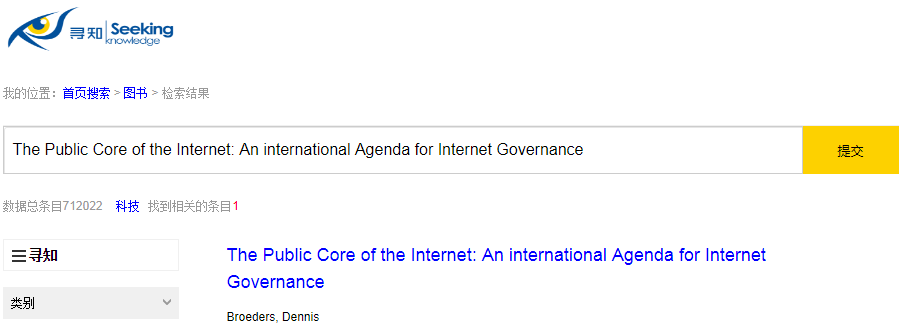 寻知 Seeking
knowledge
我的位置：首页搜索 > 图书 > 检索结果
The Public Core of the Internet: An international Agenda for Internet Governance
提交
数据总条目712022 科技 找到相关的条目1
寻知
The Public Core of the Internet: An international Agenda for Internet
Governance
类别
Broeders, Dennis